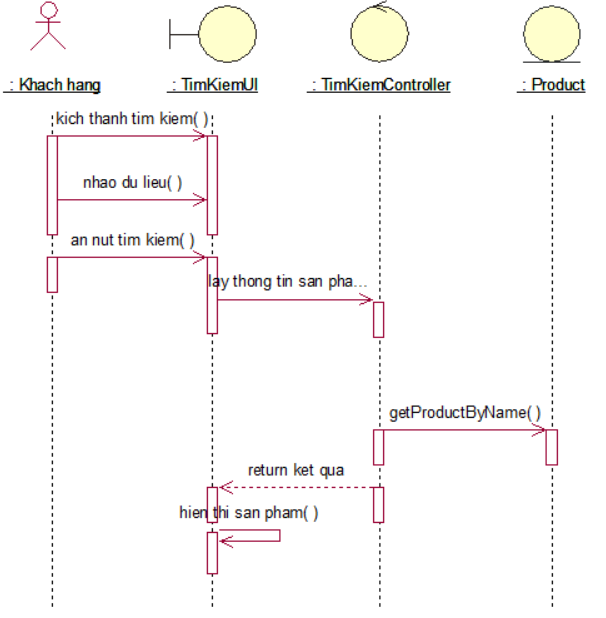 : Khach hang
: TimKiemUI
: TimKiemController
: Product
kich thanh tim kiem( )
nhao du lieu( )
an nut tim kiem( )
lay thong tin san pha...
getProductByName( )
return ket qua
hien thi san pham( )